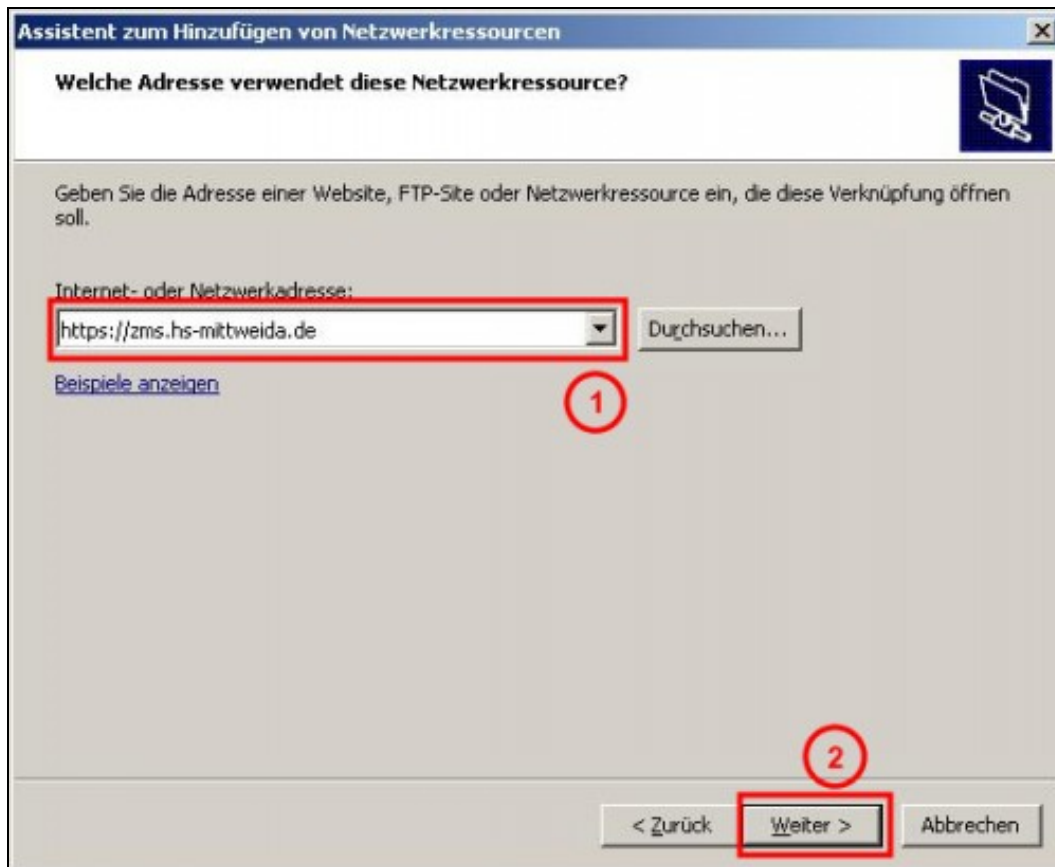 Assistent zum Hinzufügen von Netzwerkressourcen
Welche Adresse verwendet diese Netzwerkressource?
Geben Sie die Adresse einer Website, FTP-Site oder Netzwerkressource ein, die diese Verknüpfung öffnen
soll.
Internet- oder Netzwerkadresse:
https://zms.hs-mittweida.de
Durchsuchen...
Beispiele anzeigen
1
2
< Zurück
Weiter >
Abbrechen